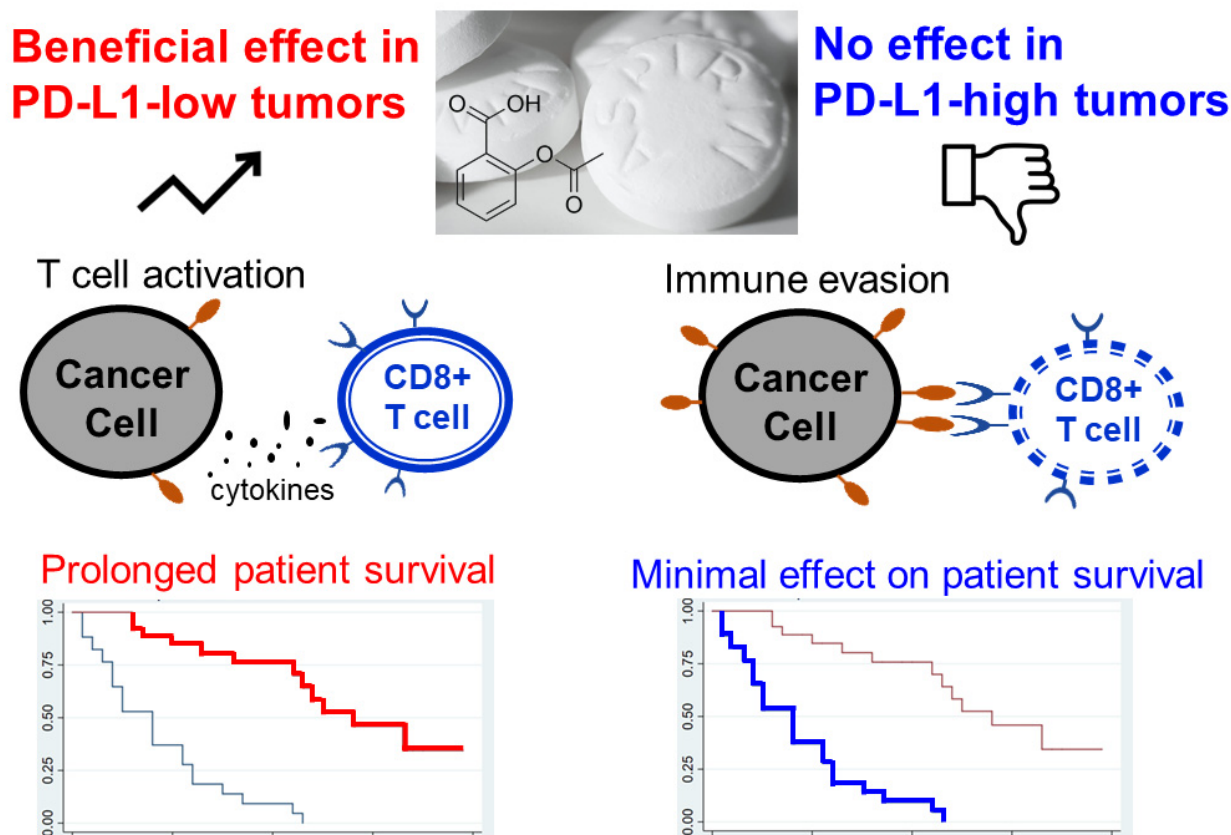 Beneficial effect in
PD-L1-low tumors
No effect in
PD-L1-high tumors
O
OH
O
O
ASPIRIN
T cell activation
Cancer
Cell
CD8+
T cell
cytokines
Immune evasion
Cancer
Cell
CD8+
T cell
Prolonged patient survival
1.00
0.75
0.50
0.25
0.00
Minimal effect on patient survival
1.00
0.75
0.50
0.25
0.00